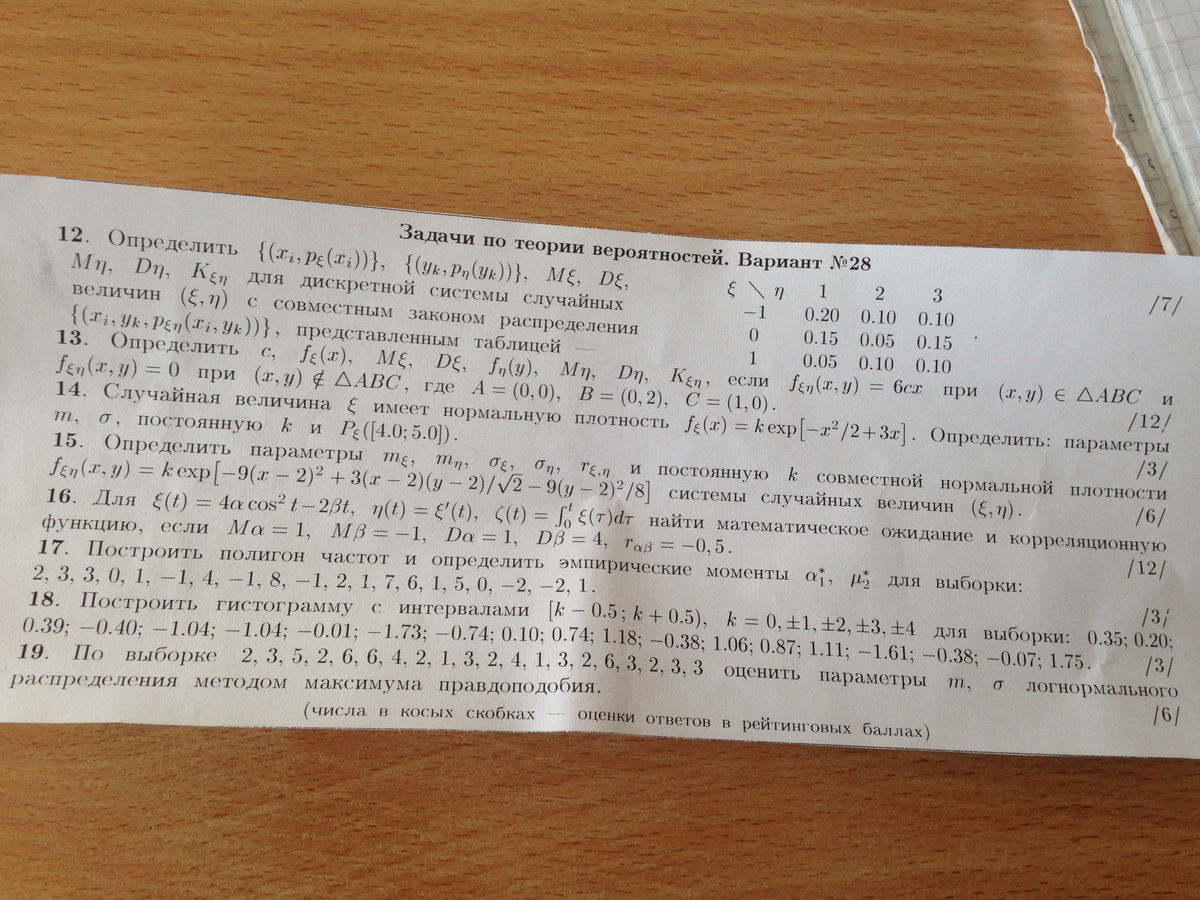 Задачи по теории вероятностей. Вариант №28
12. Определить {(xᵢ, p_ξ(xᵢ))}, {(y_k, p_η(y_k))}, Mξ, Dξ,
Mη, Dη, K_ξη для дискретной системы случайных
величин (ξ, η) с совместным законом распределения
{(xᵢ, y_k, p_ξη(xᵢ, y_k))}, представленным таблицей —
ξ \ η 1 2 3
−1 0.20 0.10 0.10
0 0.15 0.05 0.15
1 0.05 0.10 0.10
.
/7/
13. Определить c, f_ξ(x), Mξ, Dξ, f_η(y), Mη, Dη, K_ξη, если f_ξη(x, y) = 6cx при (x, y) ∈ △ABC и
f_ξη(x, y) = 0 при (x, y) ∉ △ABC, где A = (0, 0), B = (0, 2), C = (1, 0). /12/
14. Случайная величина ξ имеет нормальную плотность f_ξ(x) = k exp[−x²/2+3x]. Определить: параметры
m, σ, постоянную k и P_ξ([4.0; 5.0]). /3/
15. Определить параметры m_ξ, m_η, σ_ξ, σ_η, r_ξ,η и постоянную k совместной нормальной плотности
f_ξη(x, y) = k exp[−9(x − 2)² + 3(x − 2)(y − 2)/√2 − 9(y − 2)²/8] системы случайных величин (ξ, η). /6/
16. Для ξ(t) = 4α cos² t − 2βt, η(t) = ξ′(t), ζ(t) = ∫₀ᵗ ξ(τ)dτ найти математическое ожидание и корреляционную
функцию, если Mα = 1, Mβ = −1, Dα = 1, Dβ = 4, r_αβ = −0, 5. /12/
17. Построить полигон частот и определить эмпирические моменты α₁*, μ₂* для выборки:
2, 3, 3, 0, 1, −1, 4, −1, 8, −1, 2, 1, 7, 6, 1, 5, 0, −2, −2, 1. /3/
18. Построить гистограмму с интервалами [k − 0.5 ; k + 0.5), k = 0, ±1, ±2, ±3, ±4 для выборки: 0.35; 0.20;
0.39; −0.40; −1.04; −1.04; −0.01; −1.73; −0.74; 0.10; 0.74; 1.18; −0.38; 1.06; 0.87; 1.11; −1.61; −0.38; −0.07; 1.75. /3/
19. По выборке 2, 3, 5, 2, 6, 6, 4, 2, 1, 3, 2, 4, 1, 3, 2, 6, 3, 2, 3, 3 оценить параметры m, σ логнормального
распределения методом максимума правдоподобия. /6/
(числа в косых скобках — оценки ответов в рейтинговых баллах)